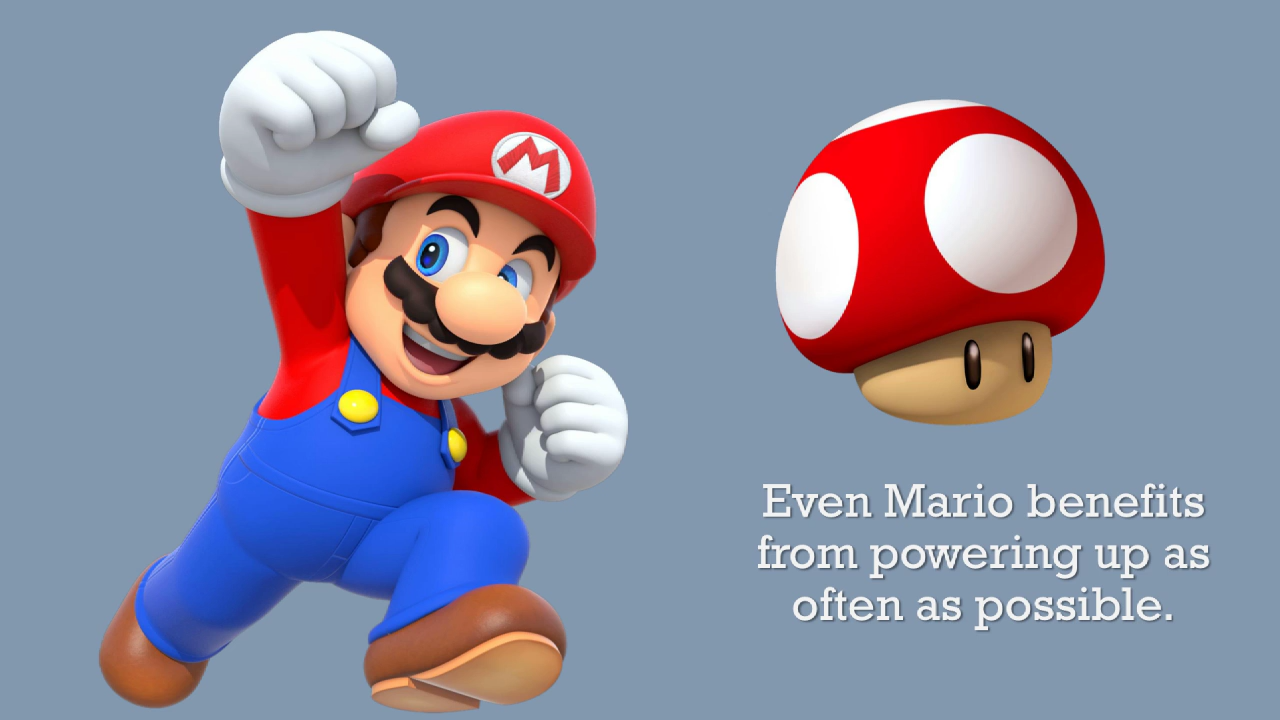 M
Even Mario benefits
from powering up as
often as possible.